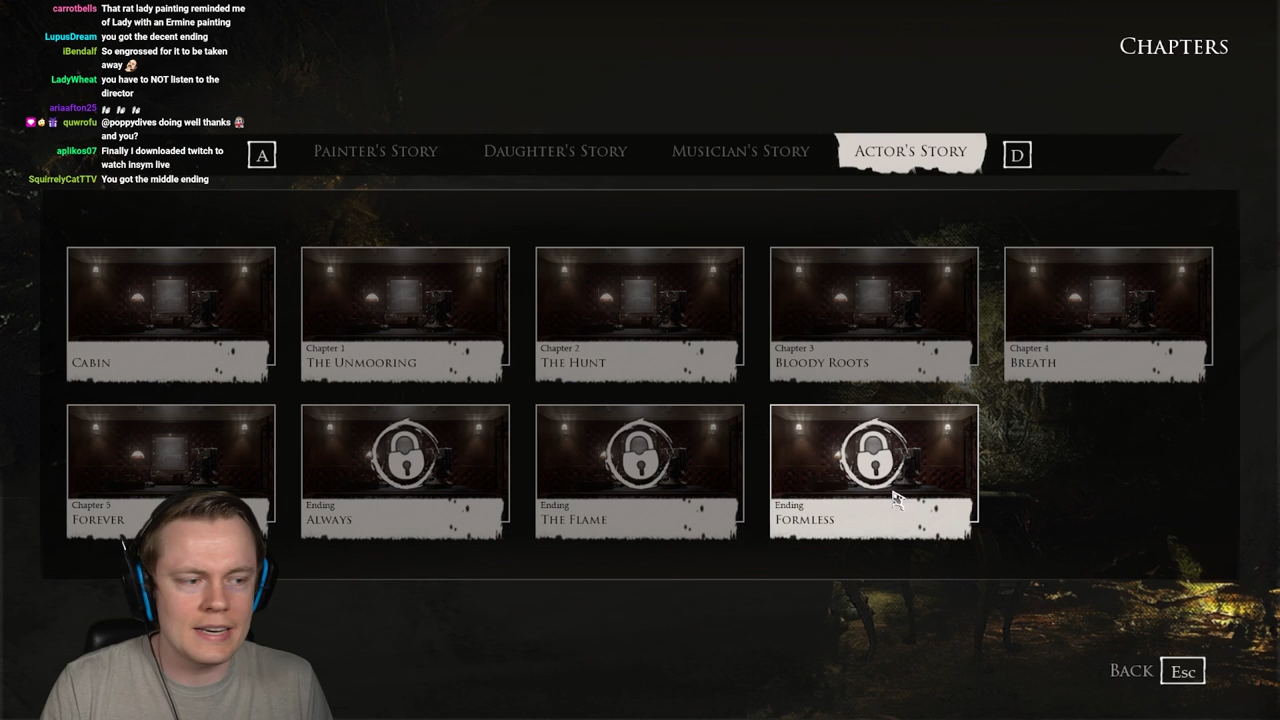 carrotbells That rat lady painting reminded me
of Lady with an Ermine painting
LupusDream you got the decent ending
iBendalf So engrossed for it to be taken
away
LadyWheat you have to NOT listen to the
director
ariaafton25
quwrofu @poppydives doing well thanks
and you?
aplikos07 Finally I downloaded twitch to
watch insym live
SquirrelyCatTTV You got the middle ending
Chapters
A Painter's Story Daughter's Story Musician's Story Actor's Story D
Cabin
Chapter 1
The Unmooring
Chapter 2
The Hunt
Chapter 3
Bloody Roots
Chapter 4
Breath
Chapter 5
Forever
Ending
Always
Ending
The Flame
Ending
Formless
Back Esc